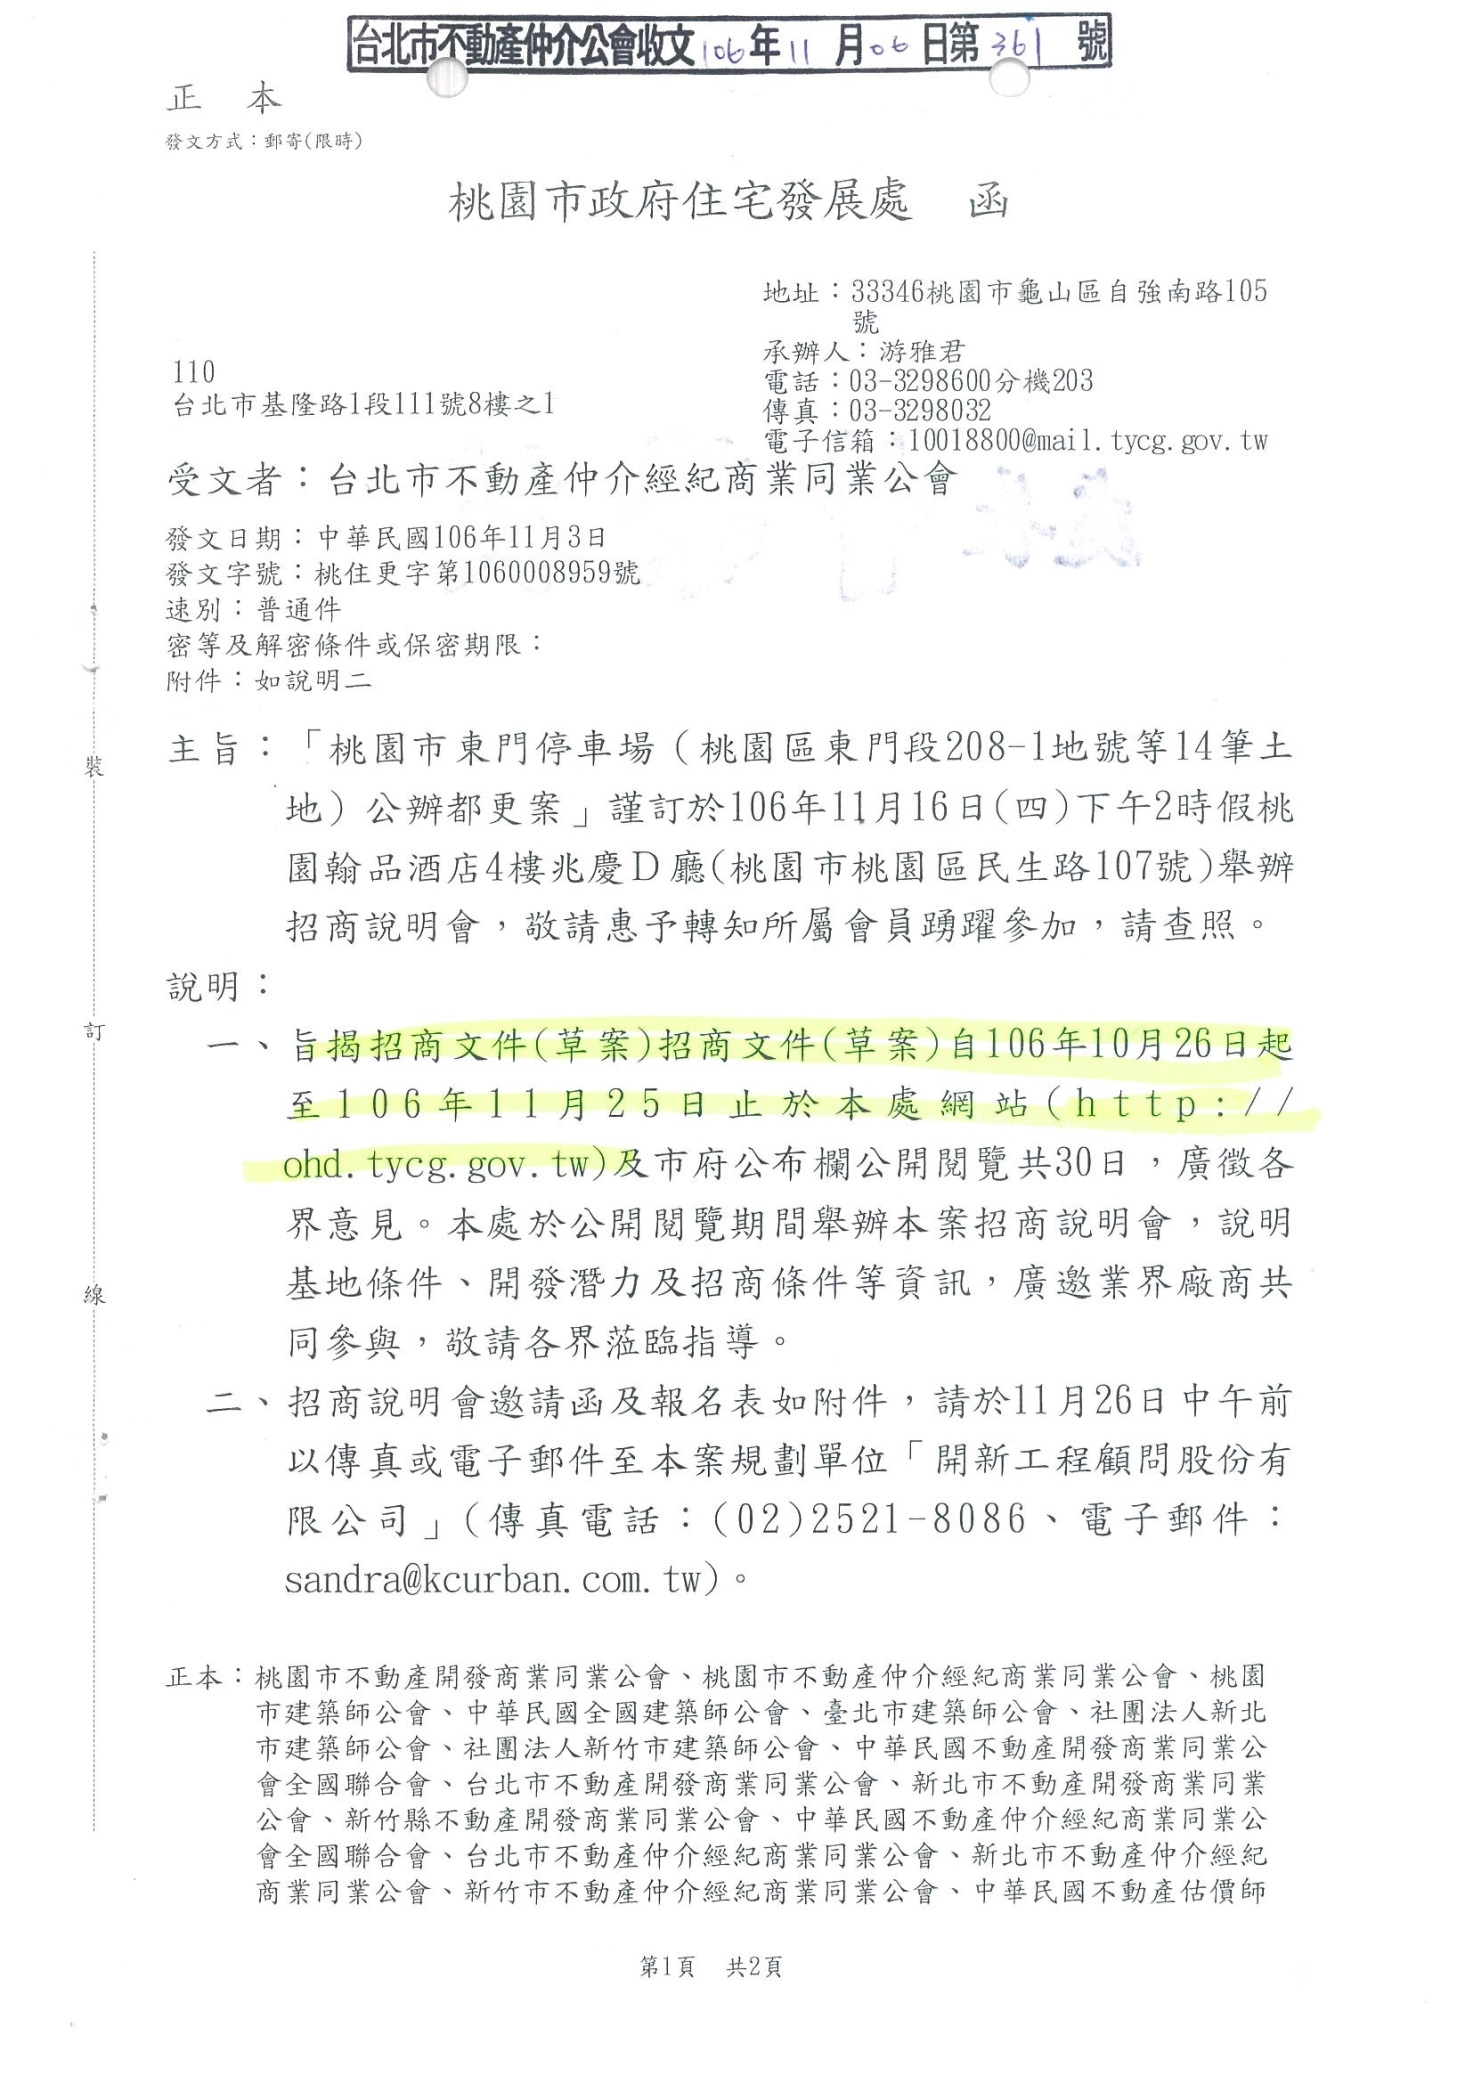 台北市不動產仲介公會收文106年11月06日第361號
正　本
發文方式：郵寄(限時)
桃園市政府住宅發展處　函
地址：33346桃園市龜山區自強南路105
號
承辦人：游雅君
電話：03-3298600分機203
傳真：03-3298032
電子信箱：10018800@mail.tycg.gov.tw
110
台北市基隆路1段111號8樓之1
受文者：台北市不動產仲介經紀商業同業公會
發文日期：中華民國106年11月3日
發文字號：桃住更字第1060008959號
速別：普通件
密等及解密條件或保密期限：
附件：如說明二
主旨：「桃園市東門停車場（桃園區東門段208-1地號等14筆土
地）公辦都更案」謹訂於106年11月16日(四)下午2時假桃
園翰品酒店4樓兆慶D廳(桃園市桃園區民生路107號)舉辦
招商說明會，敬請惠予轉知所屬會員踴躍參加，請查照。
說明：
一、旨揭招商文件(草案)招商文件(草案)自106年10月26日起
至106年11月25日止於本處網站(http://
ohd.tycg.gov.tw)及市府公布欄公開閱覽共30日，廣徵各
界意見。本處於公開閱覽期間舉辦本案招商說明會，說明
基地條件、開發潛力及招商條件等資訊，廣邀業界廠商共
同參與，敬請各界蒞臨指導。
二、招商說明會邀請函及報名表如附件，請於11月26日中午前
以傳真或電子郵件至本案規劃單位「開新工程顧問股份有
限公司」(傳真電話：(02)2521-8086、電子郵件：
sandra@kcurban.com.tw)。
正本：桃園市不動產開發商業同業公會、桃園市不動產仲介經紀商業同業公會、桃園
市建築師公會、中華民國全國建築師公會、臺北市建築師公會、社團法人新北
市建築師公會、社團法人新竹市建築師公會、中華民國不動產開發商業同業公
會全國聯合會、台北市不動產開發商業同業公會、新北市不動產開發商業同業
公會、新竹縣不動產開發商業同業公會、中華民國不動產仲介經紀商業同業公
會全國聯合會、台北市不動產仲介經紀商業同業公會、新北市不動產仲介經紀
商業同業公會、新竹市不動產仲介經紀商業同業公會、中華民國不動產估價師
第1頁　共2頁
裝
訂
線